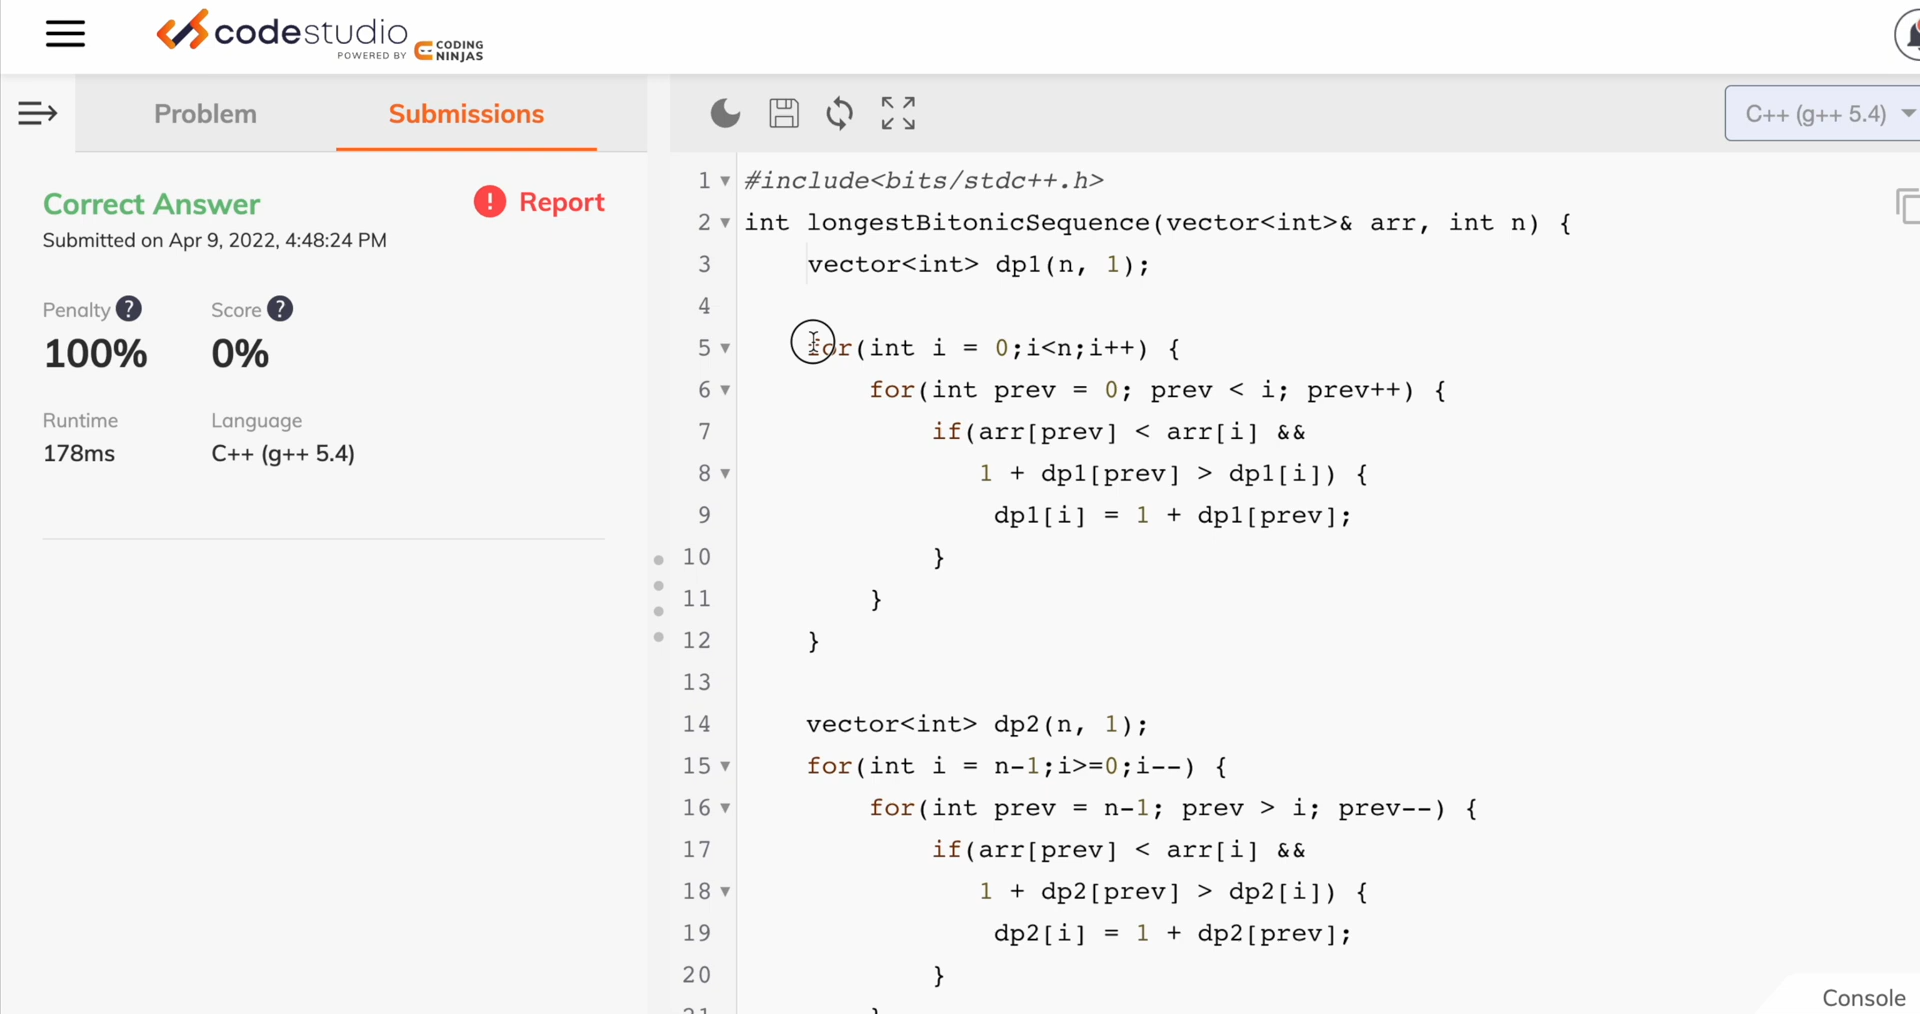 codestudio
POWERED BY CODING NINJAS
Problem
Submissions
C++ (g++ 5.4)
Correct Answer
! Report
Submitted on Apr 9, 2022, 4:48:24 PM
Penalty ?
Score ?
100%
0%
Runtime
Language
178ms
C++ (g++ 5.4)
1 #include<bits/stdc++.h>
2 int longestBitonicSequence(vector<int>& arr, int n) {
3 vector<int> dp1(n, 1);
4
5 for(int i = 0;i<n;i++) {
6 for(int prev = 0; prev < i; prev++) {
7 if(arr[prev] < arr[i] &&
8 1 + dp1[prev] > dp1[i]) {
9 dp1[i] = 1 + dp1[prev];
10 }
11 }
12 }
13
14 vector<int> dp2(n, 1);
15 for(int i = n-1;i>=0;i--) {
16 for(int prev = n-1; prev > i; prev--) {
17 if(arr[prev] < arr[i] &&
18 1 + dp2[prev] > dp2[i]) {
19 dp2[i] = 1 + dp2[prev];
20 }
21 }
Console